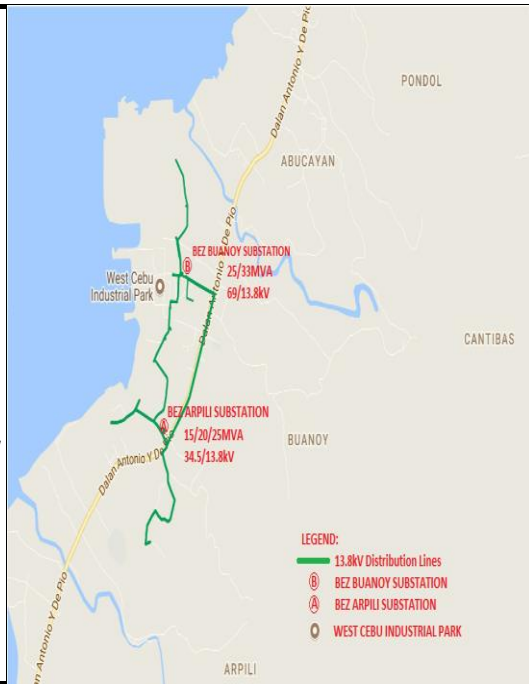 Dalan Antonio Y De Pio
PONDOL
ABUCAYAN
BEZ BUANOY SUBSTATION
B
25/33MVA
69/13.8kV
West Cebu
Industrial Park
Dalan Antonio Y De Pio
CANTIBAS
BEZ ARPILI SUBSTATION
A
15/20/25MVA
34.5/13.8kV
BUANOY
Dalan Antonio Y De Pio
LEGEND:
13.8kV Distribution Lines
B BEZ BUANOY SUBSTATION
A BEZ ARPILI SUBSTATION
WEST CEBU INDUSTRIAL PARK
Dalan Antonio Y De Pio
ARPILI